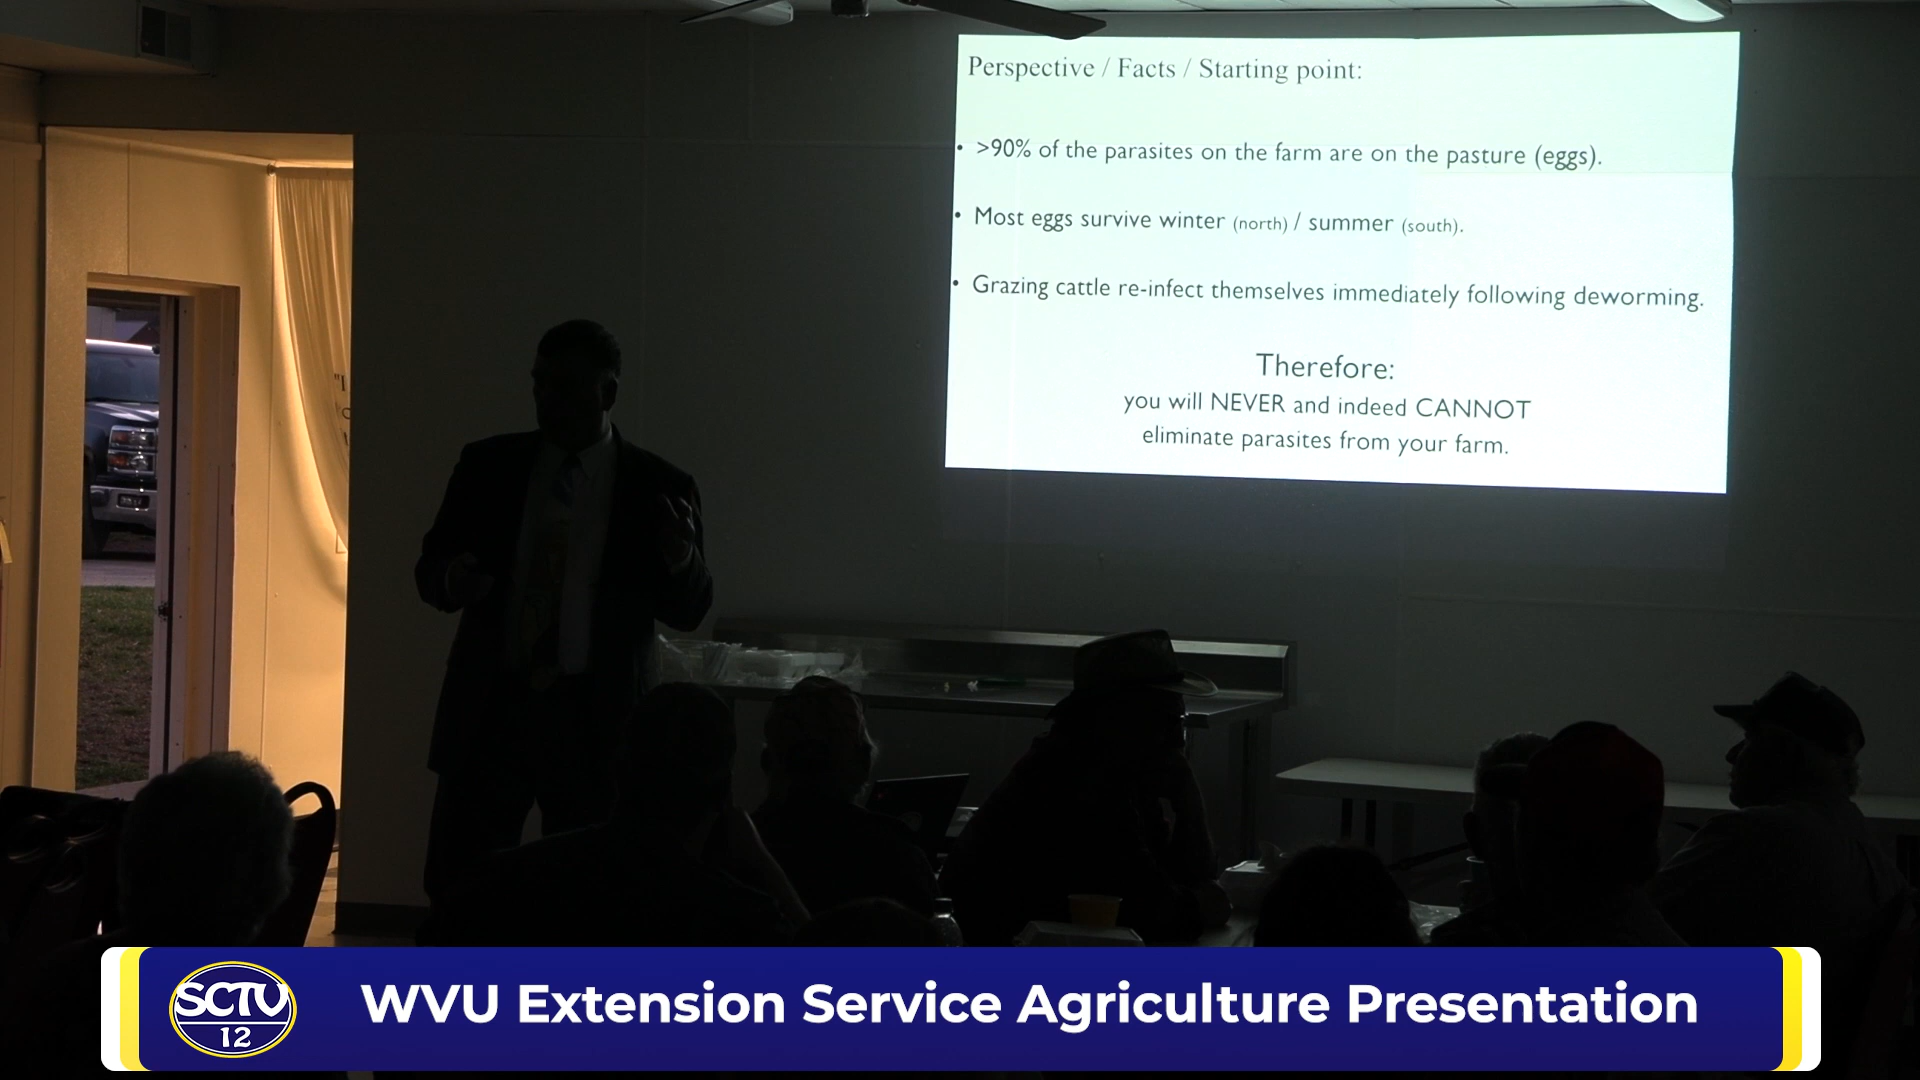 Perspective / Facts / Starting point:
• >90% of the parasites on the farm are on the pasture (eggs).
• Most eggs survive winter (north) / summer (south).
• Grazing cattle re-infect themselves immediately following deworming.
Therefore:
you will NEVER and indeed CANNOT
eliminate parasites from your farm.
SCTV
12
WVU Extension Service Agriculture Presentation